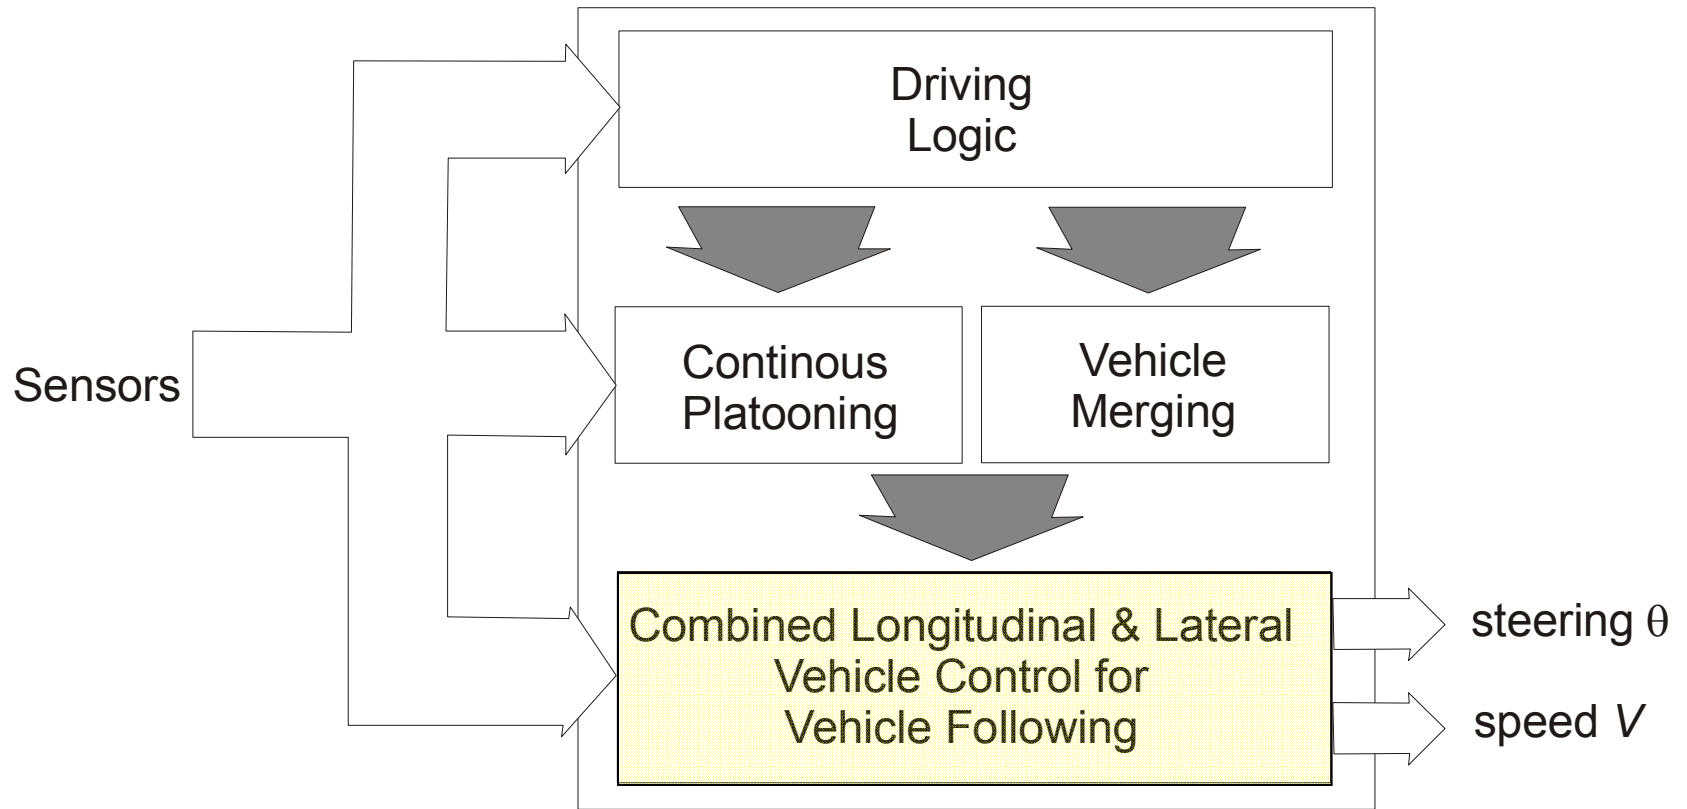 Driving
Logic
Sensors
Continous
Platooning
Vehicle
Merging
Combined Longitudinal & Lateral
Vehicle Control for
Vehicle Following
steering θ
speed V